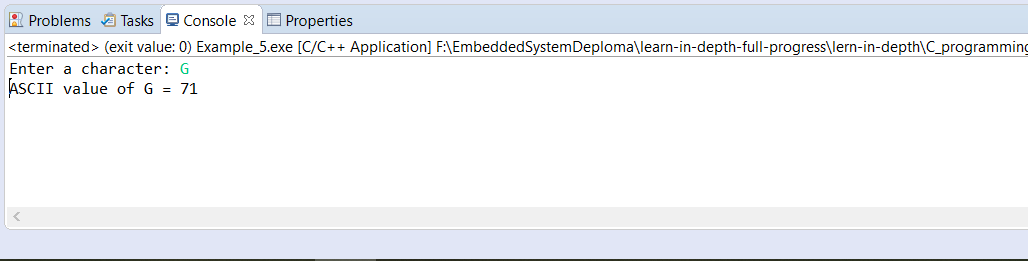 Problems Tasks Console Properties
<terminated> (exit value: 0) Example_5.exe [C/C++ Application] F:\EmbeddedSystemDeploma\learn-in-depth-full-progress\lern-in-depth\C_programming
Enter a character: G
ASCII value of G = 71